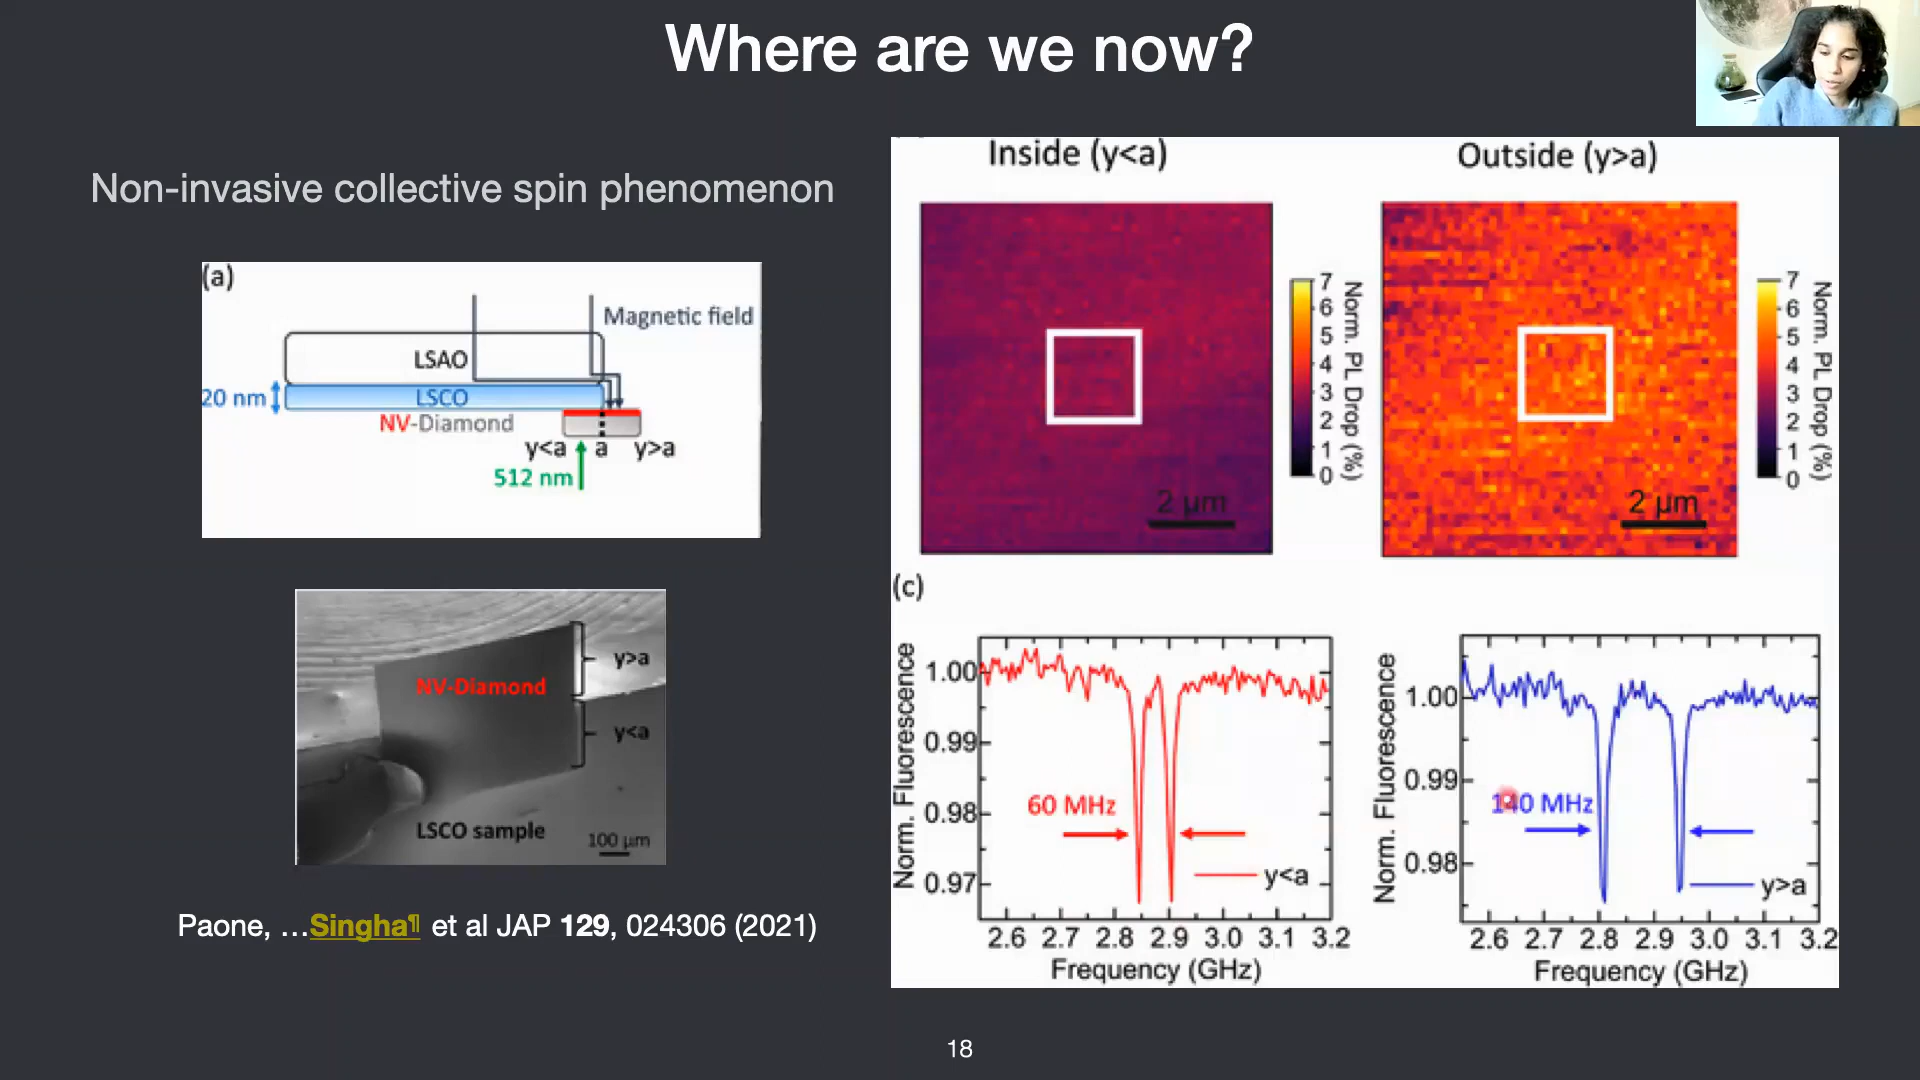 Where are we now?
Non-invasive collective spin phenomenon
(a)
Magnetic field
LSAO
20 nm
LSCO
NV-Diamond
y<a a y>a
512 nm
y>a
NV-Diamond
y<a
LSCO sample
100 µm
Paone, …Singha¶ et al JAP 129, 024306 (2021)
Inside (y<a)
7
6
5
4
3
2
1
0
Norm. PL Drop (%)
2 µm
Outside (y>a)
7
6
5
4
3
2
1
0
Norm. PL Drop (%)
2 µm
(c)
Norm. Fluorescence
1.00
0.99
0.98
0.97
60 MHz
y<a
2.6 2.7 2.8 2.9 3.0 3.1 3.2
Frequency (GHz)
Norm. Fluorescence
1.00
0.99
0.98
140 MHz
y>a
2.6 2.7 2.8 2.9 3.0 3.1 3.2
Frequency (GHz)
18